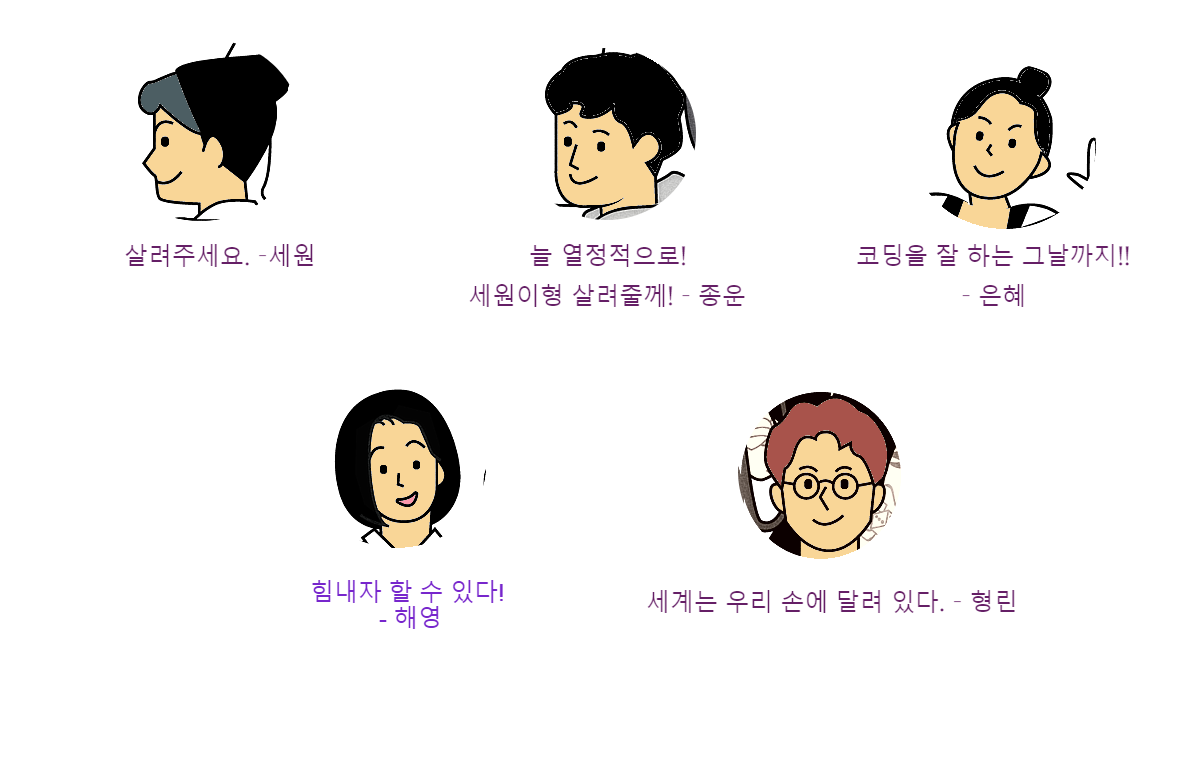 살려주세요. -세원
늘 열정적으로!
세원이형 살려줄께! - 종운
코딩을 잘 하는 그날까지!!
- 은혜
힘내자 할 수 있다!
- 해영
세계는 우리 손에 달려 있다. - 형린